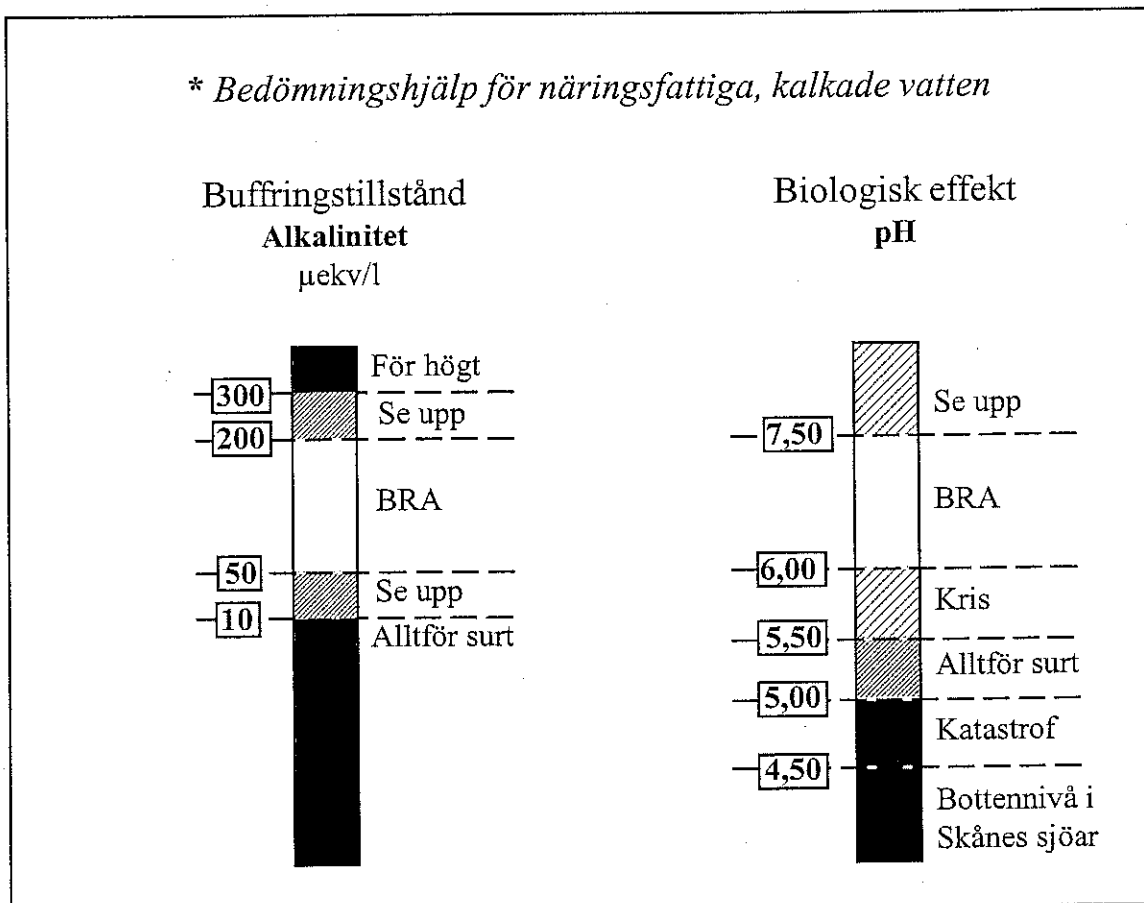 * Bedömningshjälp för näringsfattiga, kalkade vatten
Buffringstillstånd
Alkalinitet
µekv/l
För högt
300
Se upp
200
BRA
50
Se upp
10
Alltför surt
Biologisk effekt
pH
Se upp
7,50
BRA
6,00
Kris
5,50
Alltför surt
5,00
Katastrof
4,50
Bottennivå i
Skånes sjöar